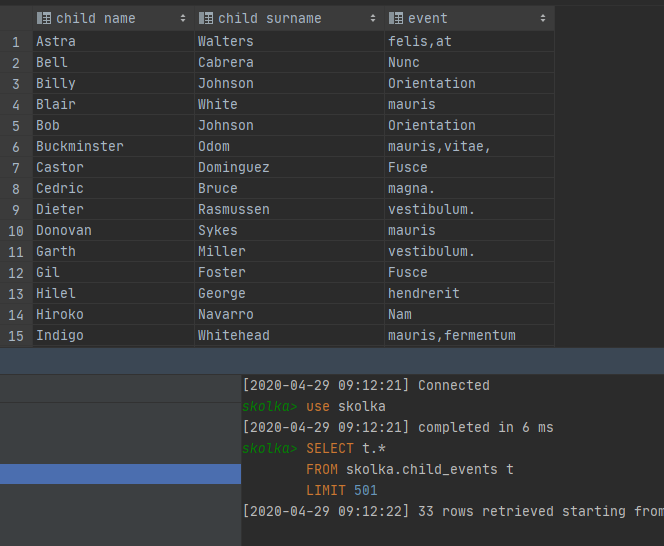 child name child surname event
1 Astra Walters felis,at
2 Bell Cabrera Nunc
3 Billy Johnson Orientation
4 Blair White mauris
5 Bob Johnson Orientation
6 Buckminster Odom mauris,vitae,
7 Castor Dominguez Fusce
8 Cedric Bruce magna.
9 Dieter Rasmussen vestibulum.
10 Donovan Sykes mauris
11 Garth Miller vestibulum.
12 Gil Foster Fusce
13 Hilel George hendrerit
14 Hiroko Navarro Nam
15 Indigo Whitehead mauris,fermentum
[2020-04-29 09:12:21] Connected
skolka> use skolka
[2020-04-29 09:12:21] completed in 6 ms
skolka> SELECT t.*
FROM skolka.child_events t
LIMIT 501
[2020-04-29 09:12:22] 33 rows retrieved starting from